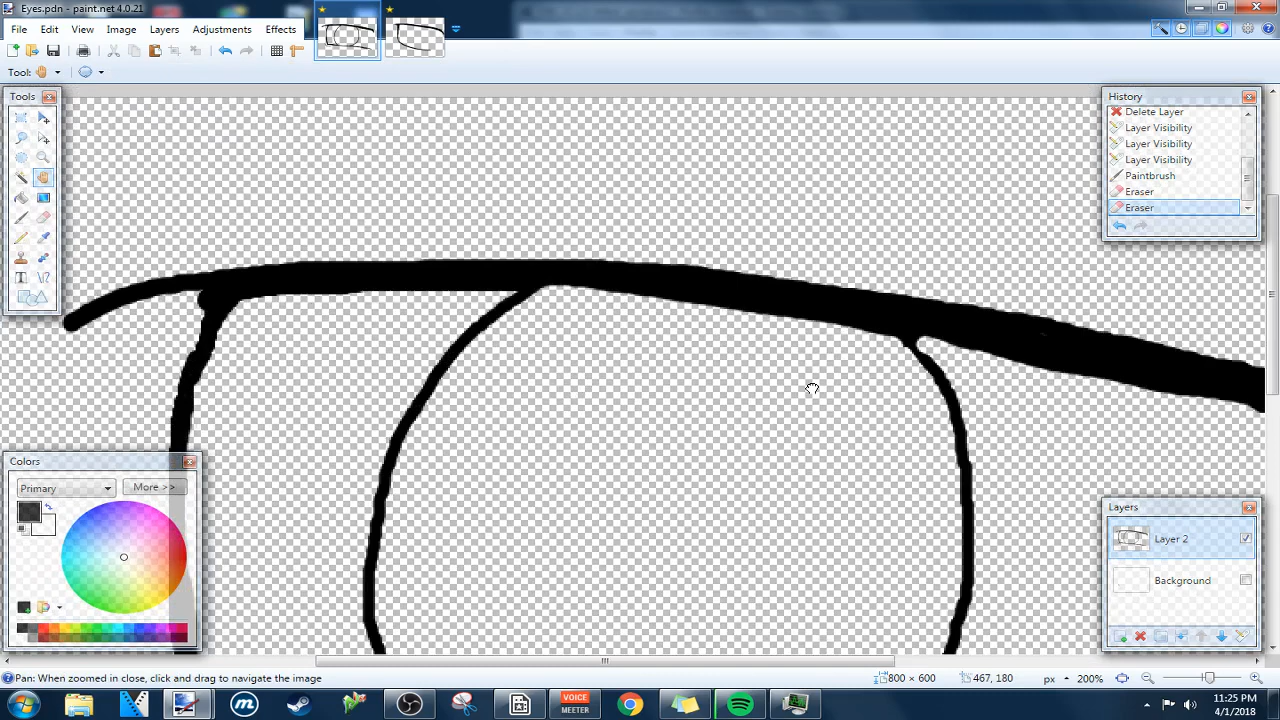 Eyes.pdn - paint.net 4.0.21
File Edit View Image Layers Adjustments Effects
Tool:
Tools
History
Delete Layer
Layer Visibility
Layer Visibility
Layer Visibility
Paintbrush
Eraser
Eraser
Colors
Primary
More >>
Layers
Layer 2
Background
Pan: When zoomed in close, click and drag to navigate the image
800 × 600
467, 180
px
200%
VOICE
MEETER
11:25 PM
4/1/2018